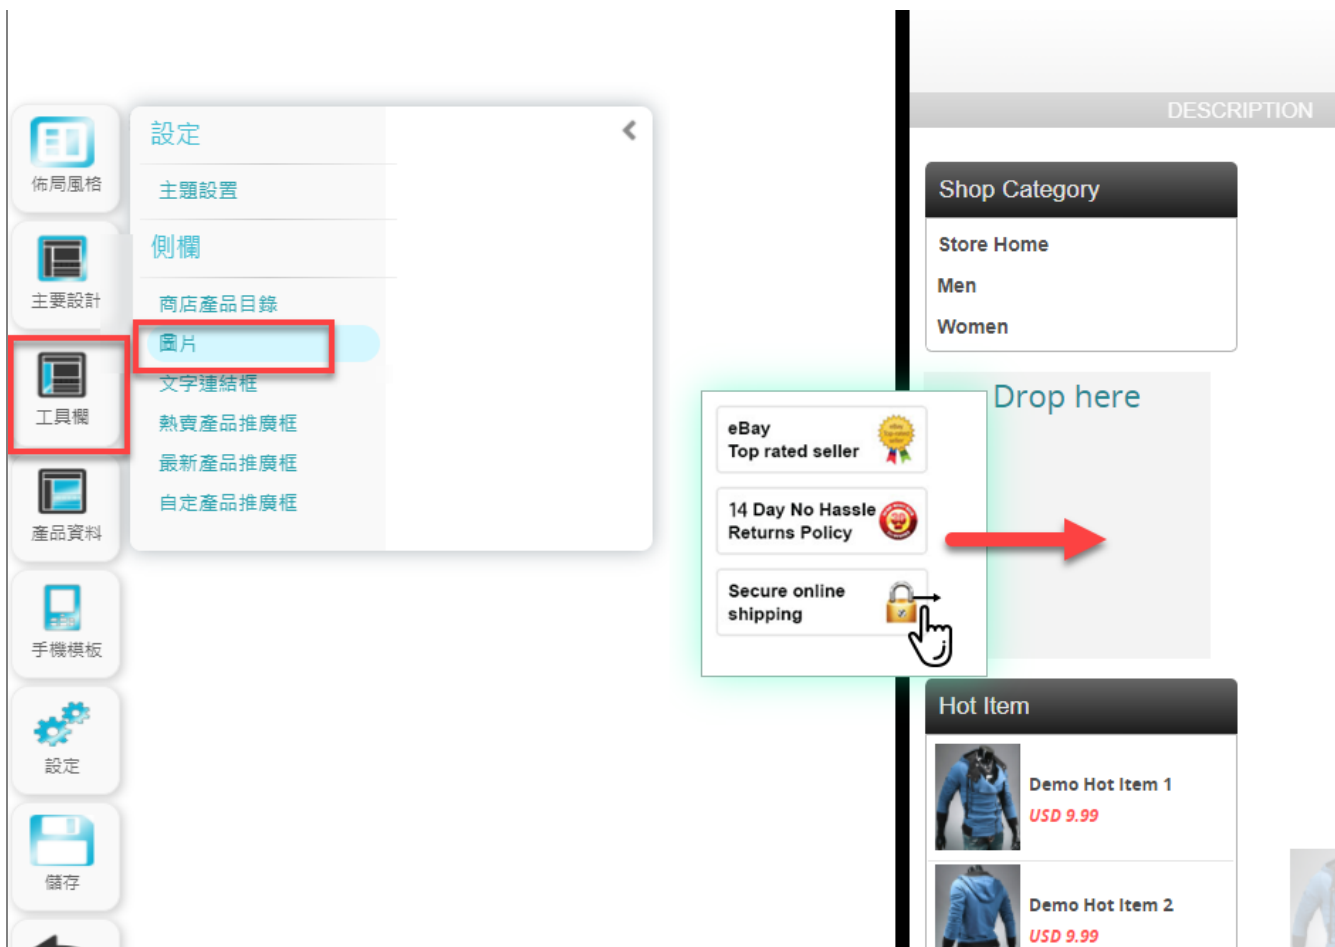 佈局風格
主要設計
工具欄
產品資料
手機模板
設定
儲存
設定
主題設置
側欄
商店產品目錄
圖片
文字連結框
熱賣產品推廣框
最新產品推廣框
自定產品推廣框
eBay
Top rated seller
14 Day No Hassle
Returns Policy
Secure online
shipping
DESCRIPTION
Shop Category
Store Home
Men
Women
Drop here
Hot Item
Demo Hot Item 1
USD 9.99
Demo Hot Item 2
USD 9.99